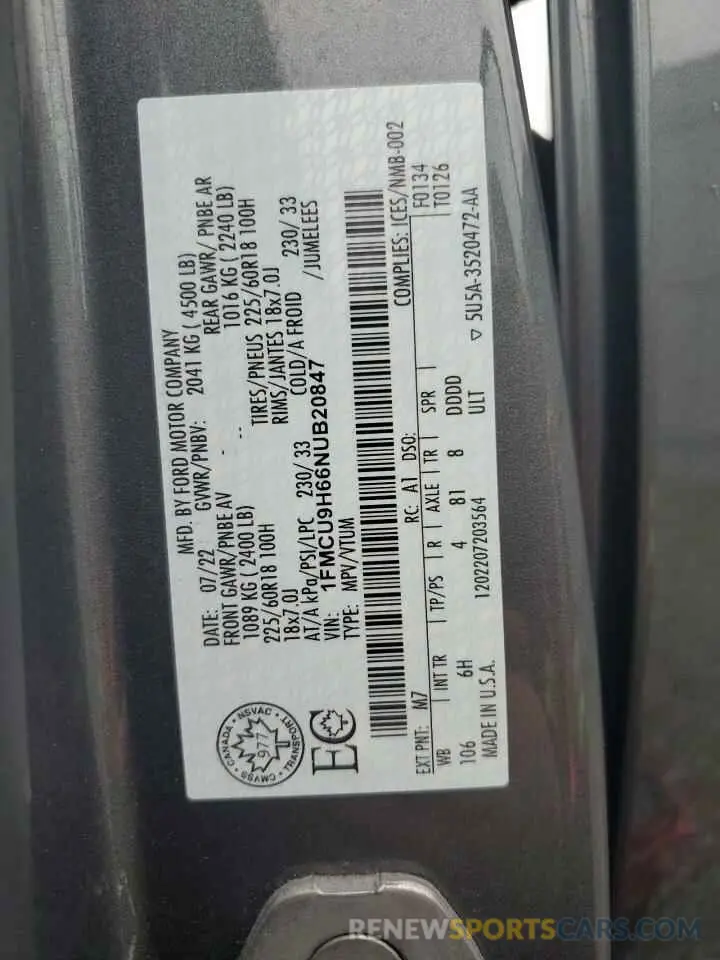 MFD. BY FORD MOTOR COMPANY
DATE: 07/22 GVWR/PNBV: 2041 KG ( 4500 LB)
FRONT GAWR/PNBE AV REAR GAWR/ PNBE AR
1089 KG ( 2400 LB) -- 1016 KG ( 2240 LB)
225/60R18 100H TIRES/PNEUS 225/60R18 100H
18x7.0J RIMS/JANTES 18x7.0J
AT/A kPa/PSI/LPC 230/ 33 COLD/A FROID 230/ 33
VIN: 1FMCU9H66NUB20847 /JUMELEES
TYPE: MPV/VTUM
CANADA NSVAC
977
CMVSS TRANSPORT
EC
COMPLIES: ICES/NMB-002
EXT PNT: M7 RC: A1 DSO: F0134
WB INT TR TP/PS R AXLE TR SPR T0126
106 6H 4 81 8 DDDD
ULT
MADE IN U.S.A. 1202207203564 ▽ 5U5A-3520472-AA
RENEWSPORTSCARS.COM